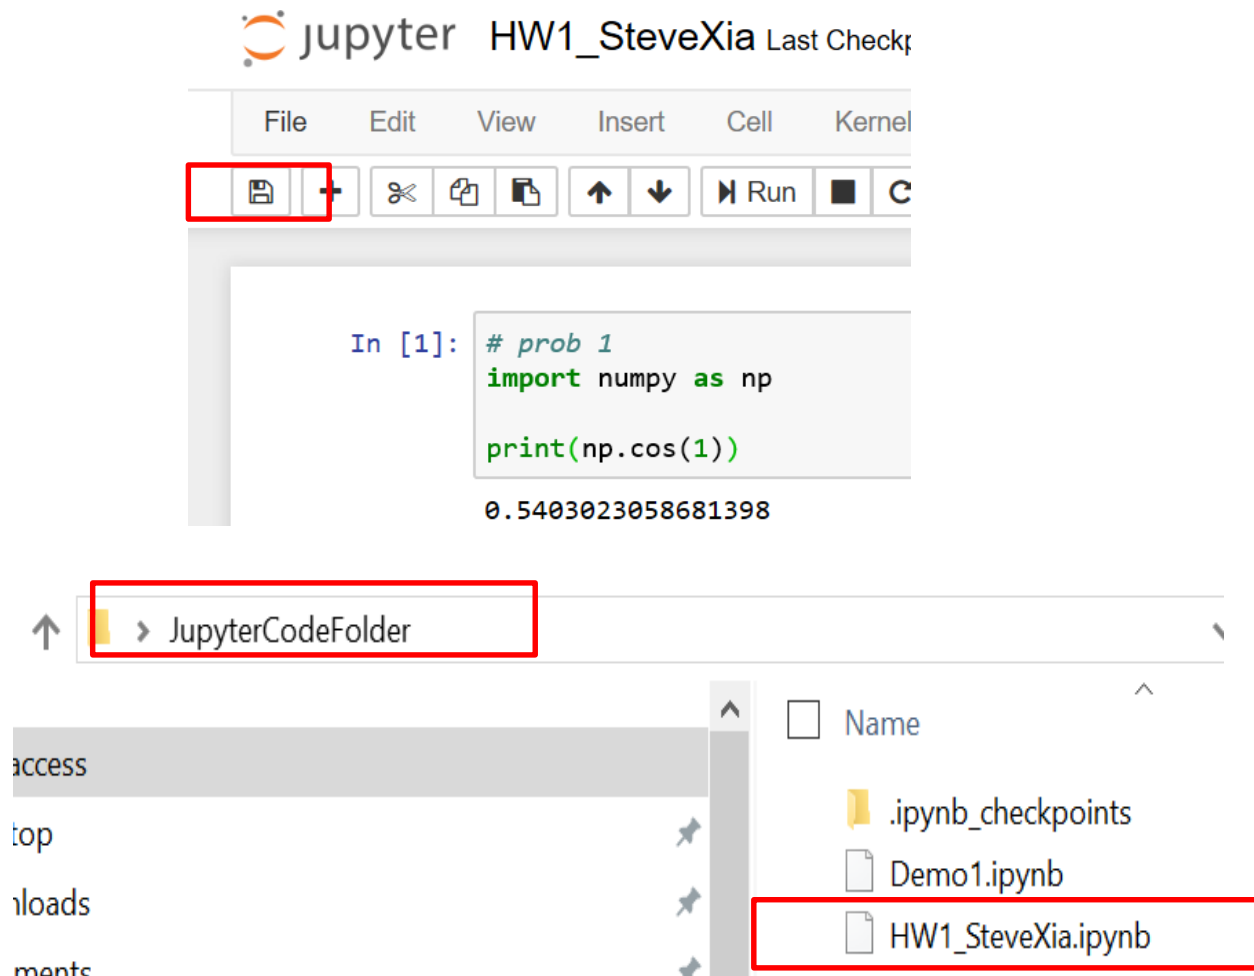 jupyter HW1_SteveXia Last Checkp
File Edit View Insert Cell Kernel
Run
In [1]: # prob 1
import numpy as np
print(np.cos(1))
0.5403023058681398
JupyterCodeFolder
Name
access
top
nloads
ments
.ipynb_checkpoints
Demo1.ipynb
HW1_SteveXia.ipynb